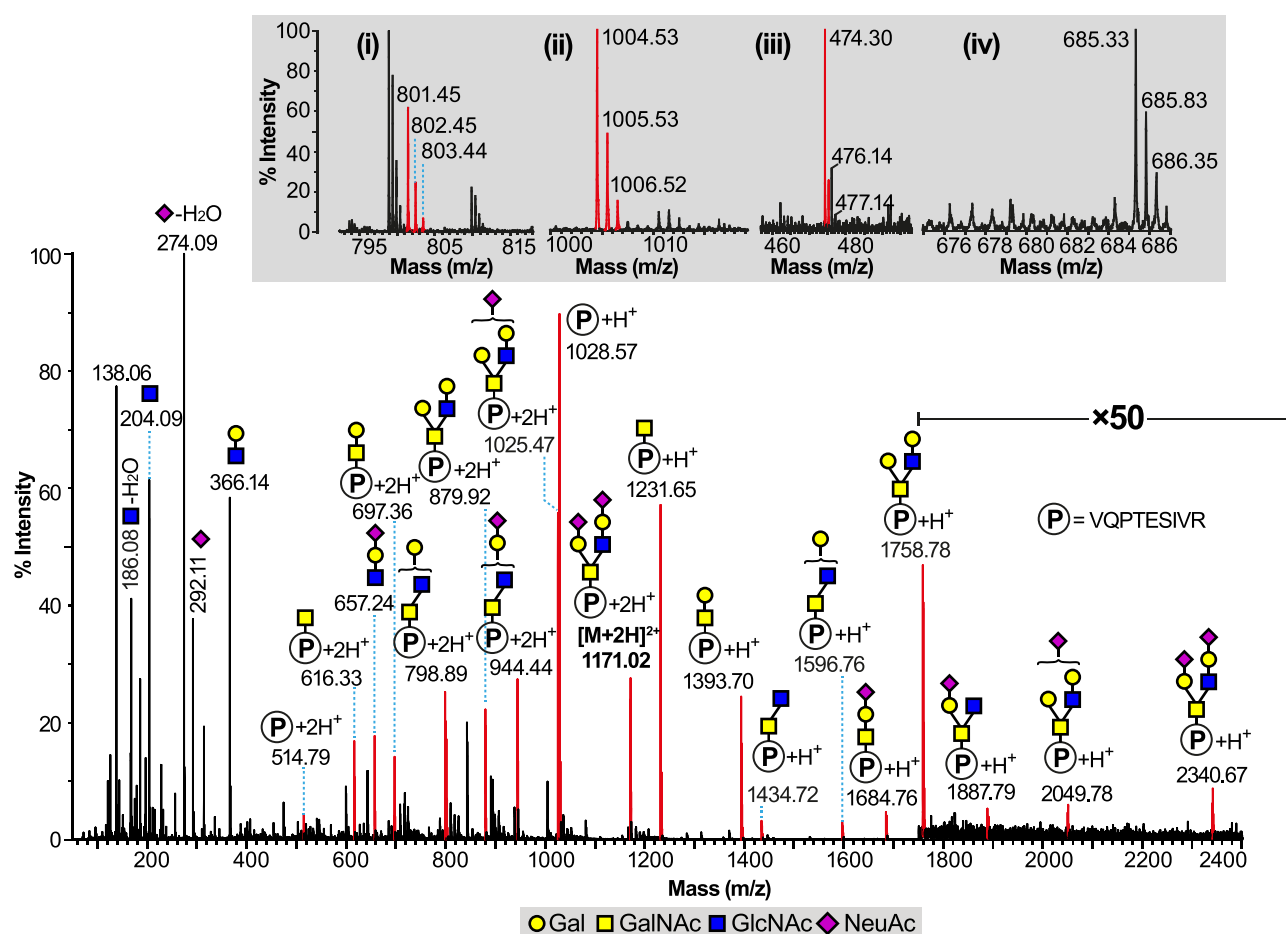 (i) (ii) (iii) (iv)
% Intensity
100
80
60
40
20
0
801.45
802.45
803.44
1004.53
1005.53
1006.52
474.30
476.14
477.14
685.33
685.83
686.35
795 805 815
1000 1010
460 480
676 678 680 682 684 686
Mass (m/z) Mass (m/z) Mass (m/z) Mass (m/z)
-H₂O
274.09
138.06
204.09
-H₂O
186.08
292.11
366.14
P +2H⁺
514.79
P +2H⁺
616.33
657.24
P +2H⁺
697.36
P +2H⁺
798.89
P +2H⁺
879.92
P +2H⁺
944.44
P +2H⁺
1025.47
P +H⁺
1028.57
P +2H⁺
[M+2H]²⁺
1171.02
P +H⁺
1231.65
P +H⁺
1393.70
P +H⁺
1434.72
P +H⁺
1596.76
P +H⁺
1684.76
P +H⁺
1758.78
P +H⁺
1887.79
P +H⁺
2049.78
P +H⁺
2340.67
×50
P = VQPTESIVR
% Intensity
100
80
60
40
20
0
200 400 600 800 1000 1200 1400 1600 1800 2000 2200 2400
Mass (m/z)
Gal GalNAc GlcNAc NeuAc